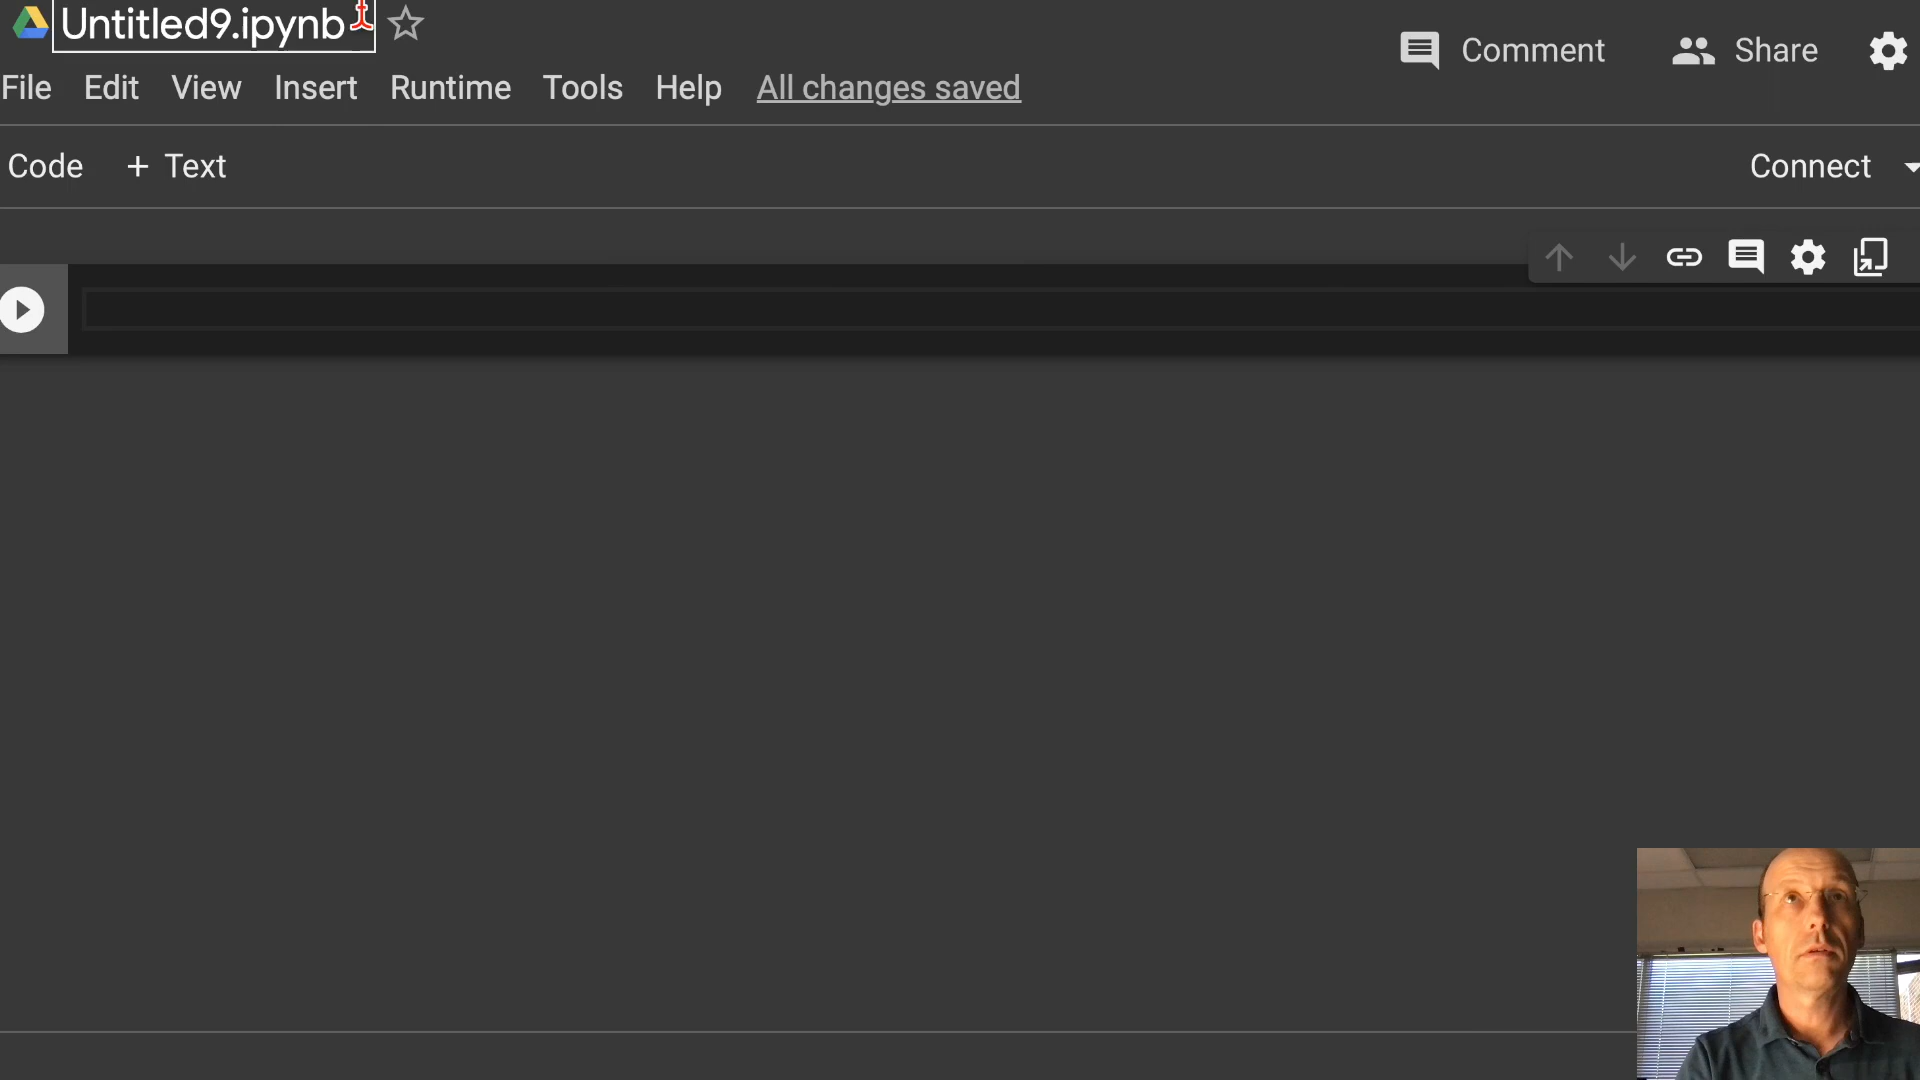 Untitled9.ipynb
Comment Share
File Edit View Insert Runtime Tools Help All changes saved
Code + Text Connect